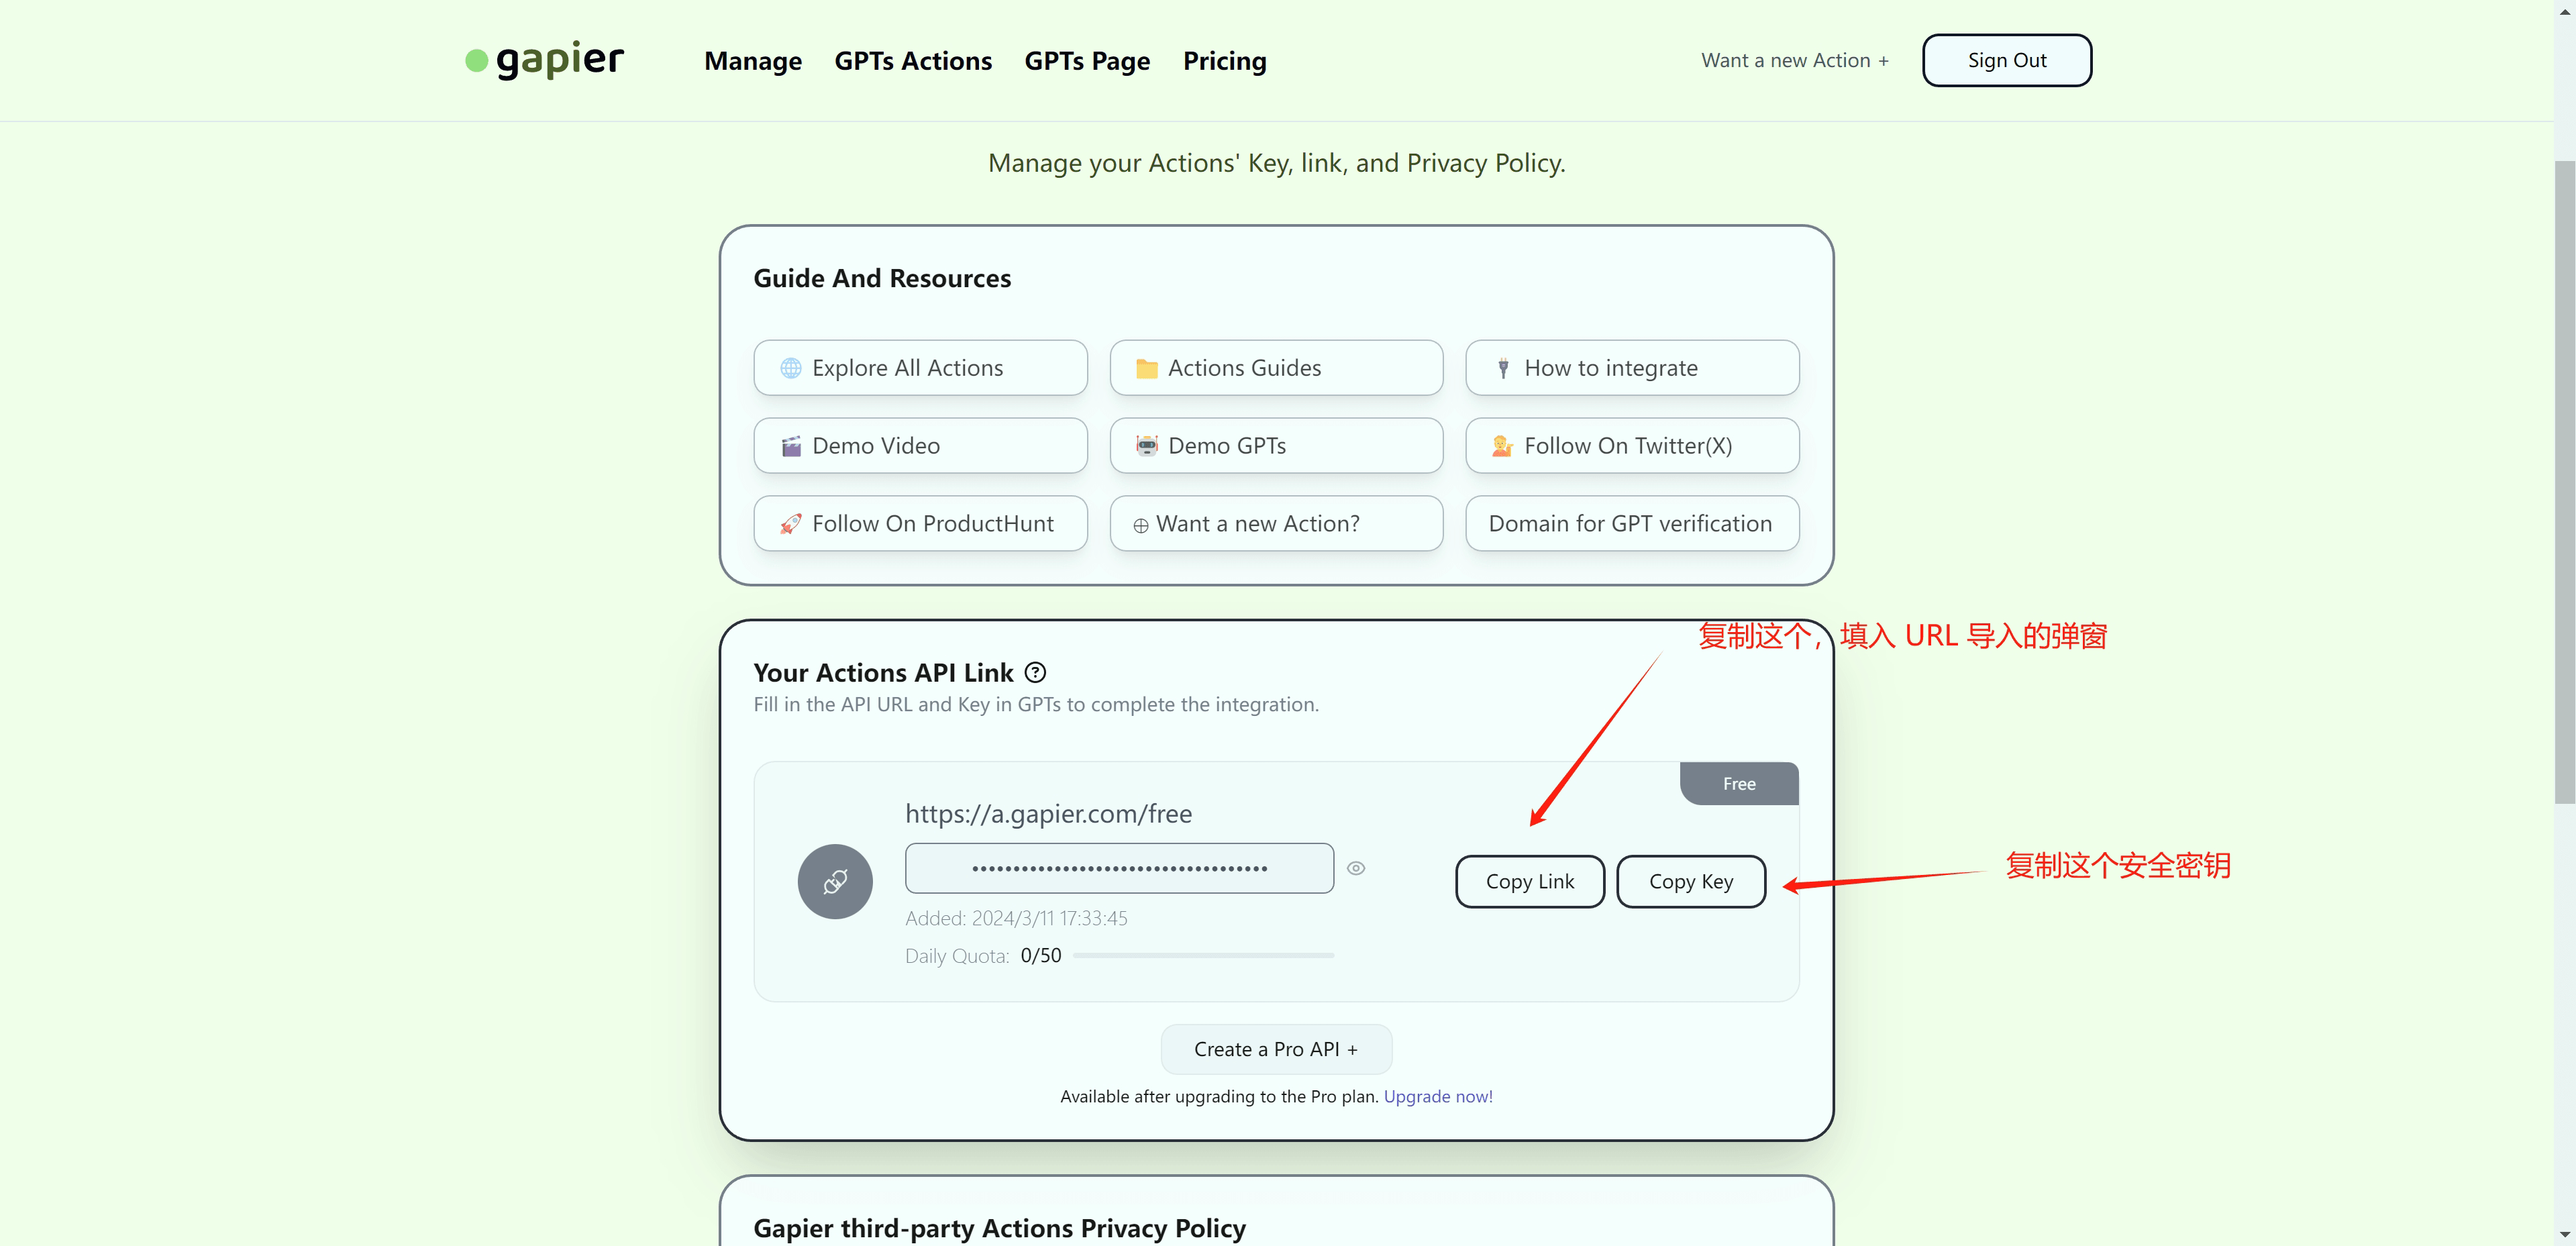 gapier
Manage
GPTs Actions
GPTs Page
Pricing
Want a new Action +
Sign Out
Manage your Actions' Key, link, and Privacy Policy.
Guide And Resources
Explore All Actions
Actions Guides
How to integrate
Demo Video
Demo GPTs
Follow On Twitter(X)
Follow On ProductHunt
Want a new Action?
Domain for GPT verification
复制这个，填入 URL 导入的弹窗
Your Actions API Link
Fill in the API URL and Key in GPTs to complete the integration.
Free
https://a.gapier.com/free
Copy Link
Copy Key
复制这个安全密钥
Added: 2024/3/11 17:33:45
Daily Quota: 0/50
Create a Pro API +
Available after upgrading to the Pro plan. Upgrade now!
Gapier third-party Actions Privacy Policy